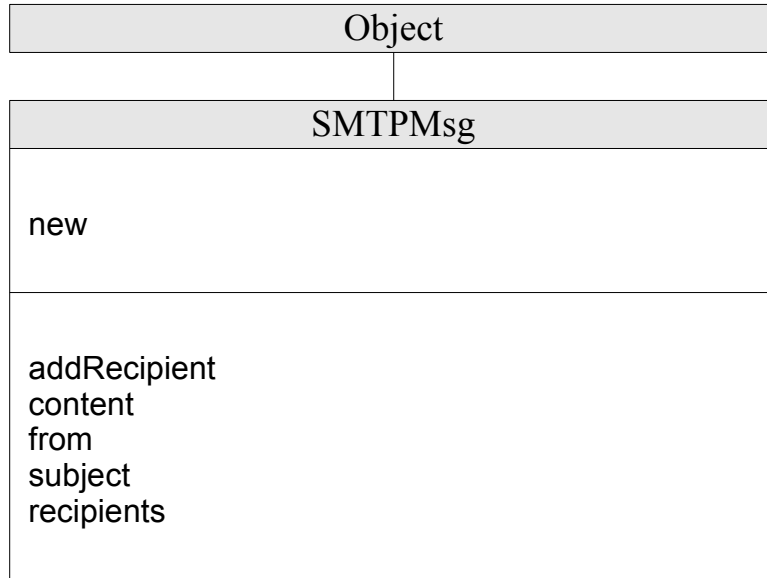 Object
SMTPMsg
new
addRecipient
content
from
subject
recipients